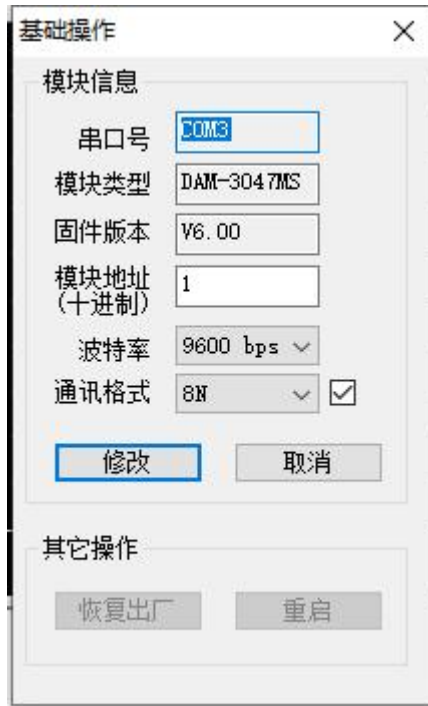 基础操作
模块信息
串口号 COM3
模块类型 DAM-3047MS
固件版本 V6.00
模块地址
(十进制) 1
波特率 9600 bps
通讯格式 8N
修改 取消
其它操作
恢复出厂 重启